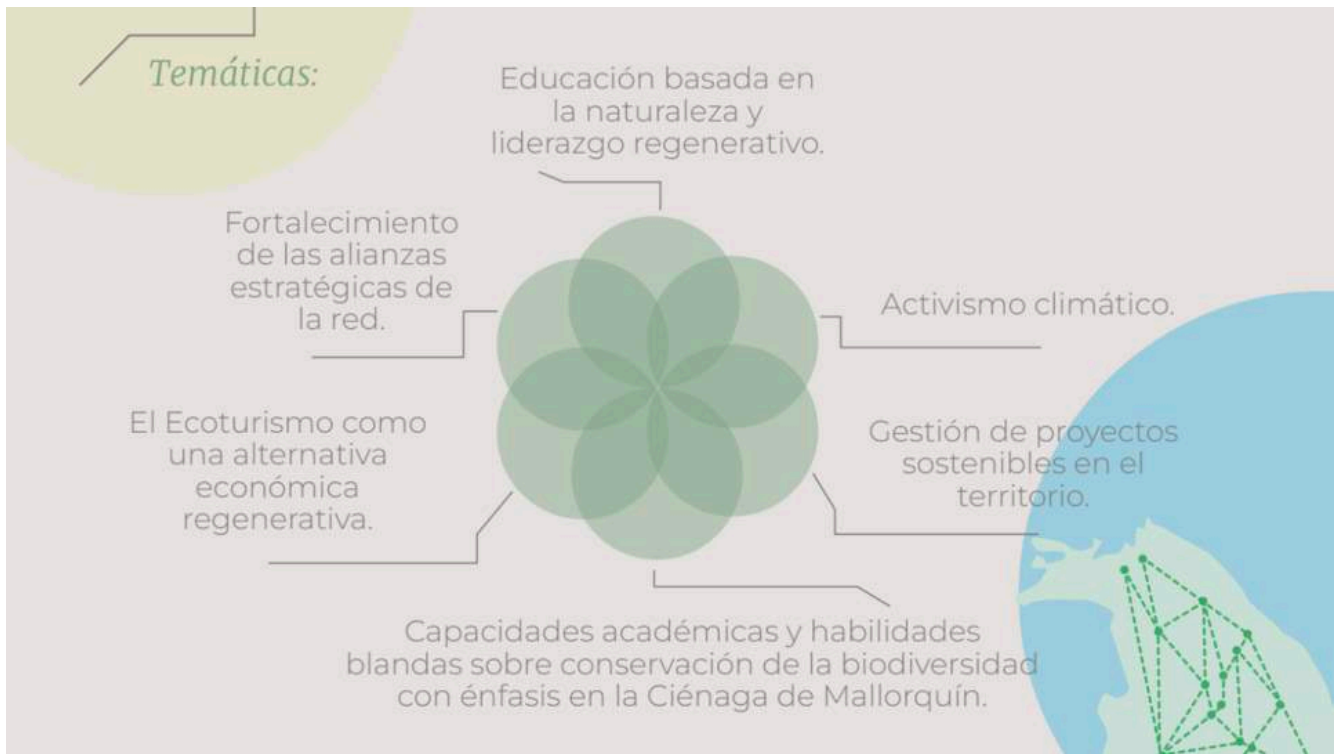 Temáticas:
Educación basada en
la naturaleza y
liderazgo regenerativo.
Fortalecimiento
de las alianzas
estratégicas de
la red.
Activismo climático.
El Ecoturismo como
una alternativa
económica
regenerativa.
Gestión de proyectos
sostenibles en el
territorio.
Capacidades académicas y habilidades
blandas sobre conservación de la biodiversidad
con énfasis en la Ciénaga de Mallorquín.